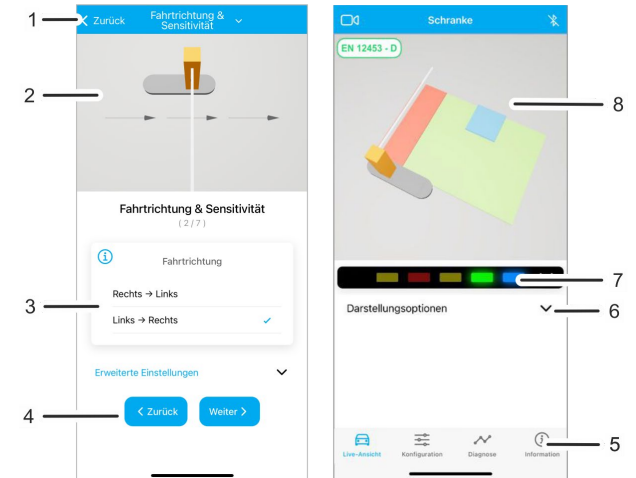 1
Zurück
Fahrtrichtung &
Sensitivität
2
Fahrtrichtung & Sensitivität
( 2 / 7 )
Fahrtrichtung
3
Rechts → Links
Links → Rechts
Erweiterte Einstellungen
4
Zurück
Weiter
Schranke
EN 12453 - D
8
7
Darstellungsoptionen
6
5
Live-Ansicht
Konfiguration
Diagnose
Information